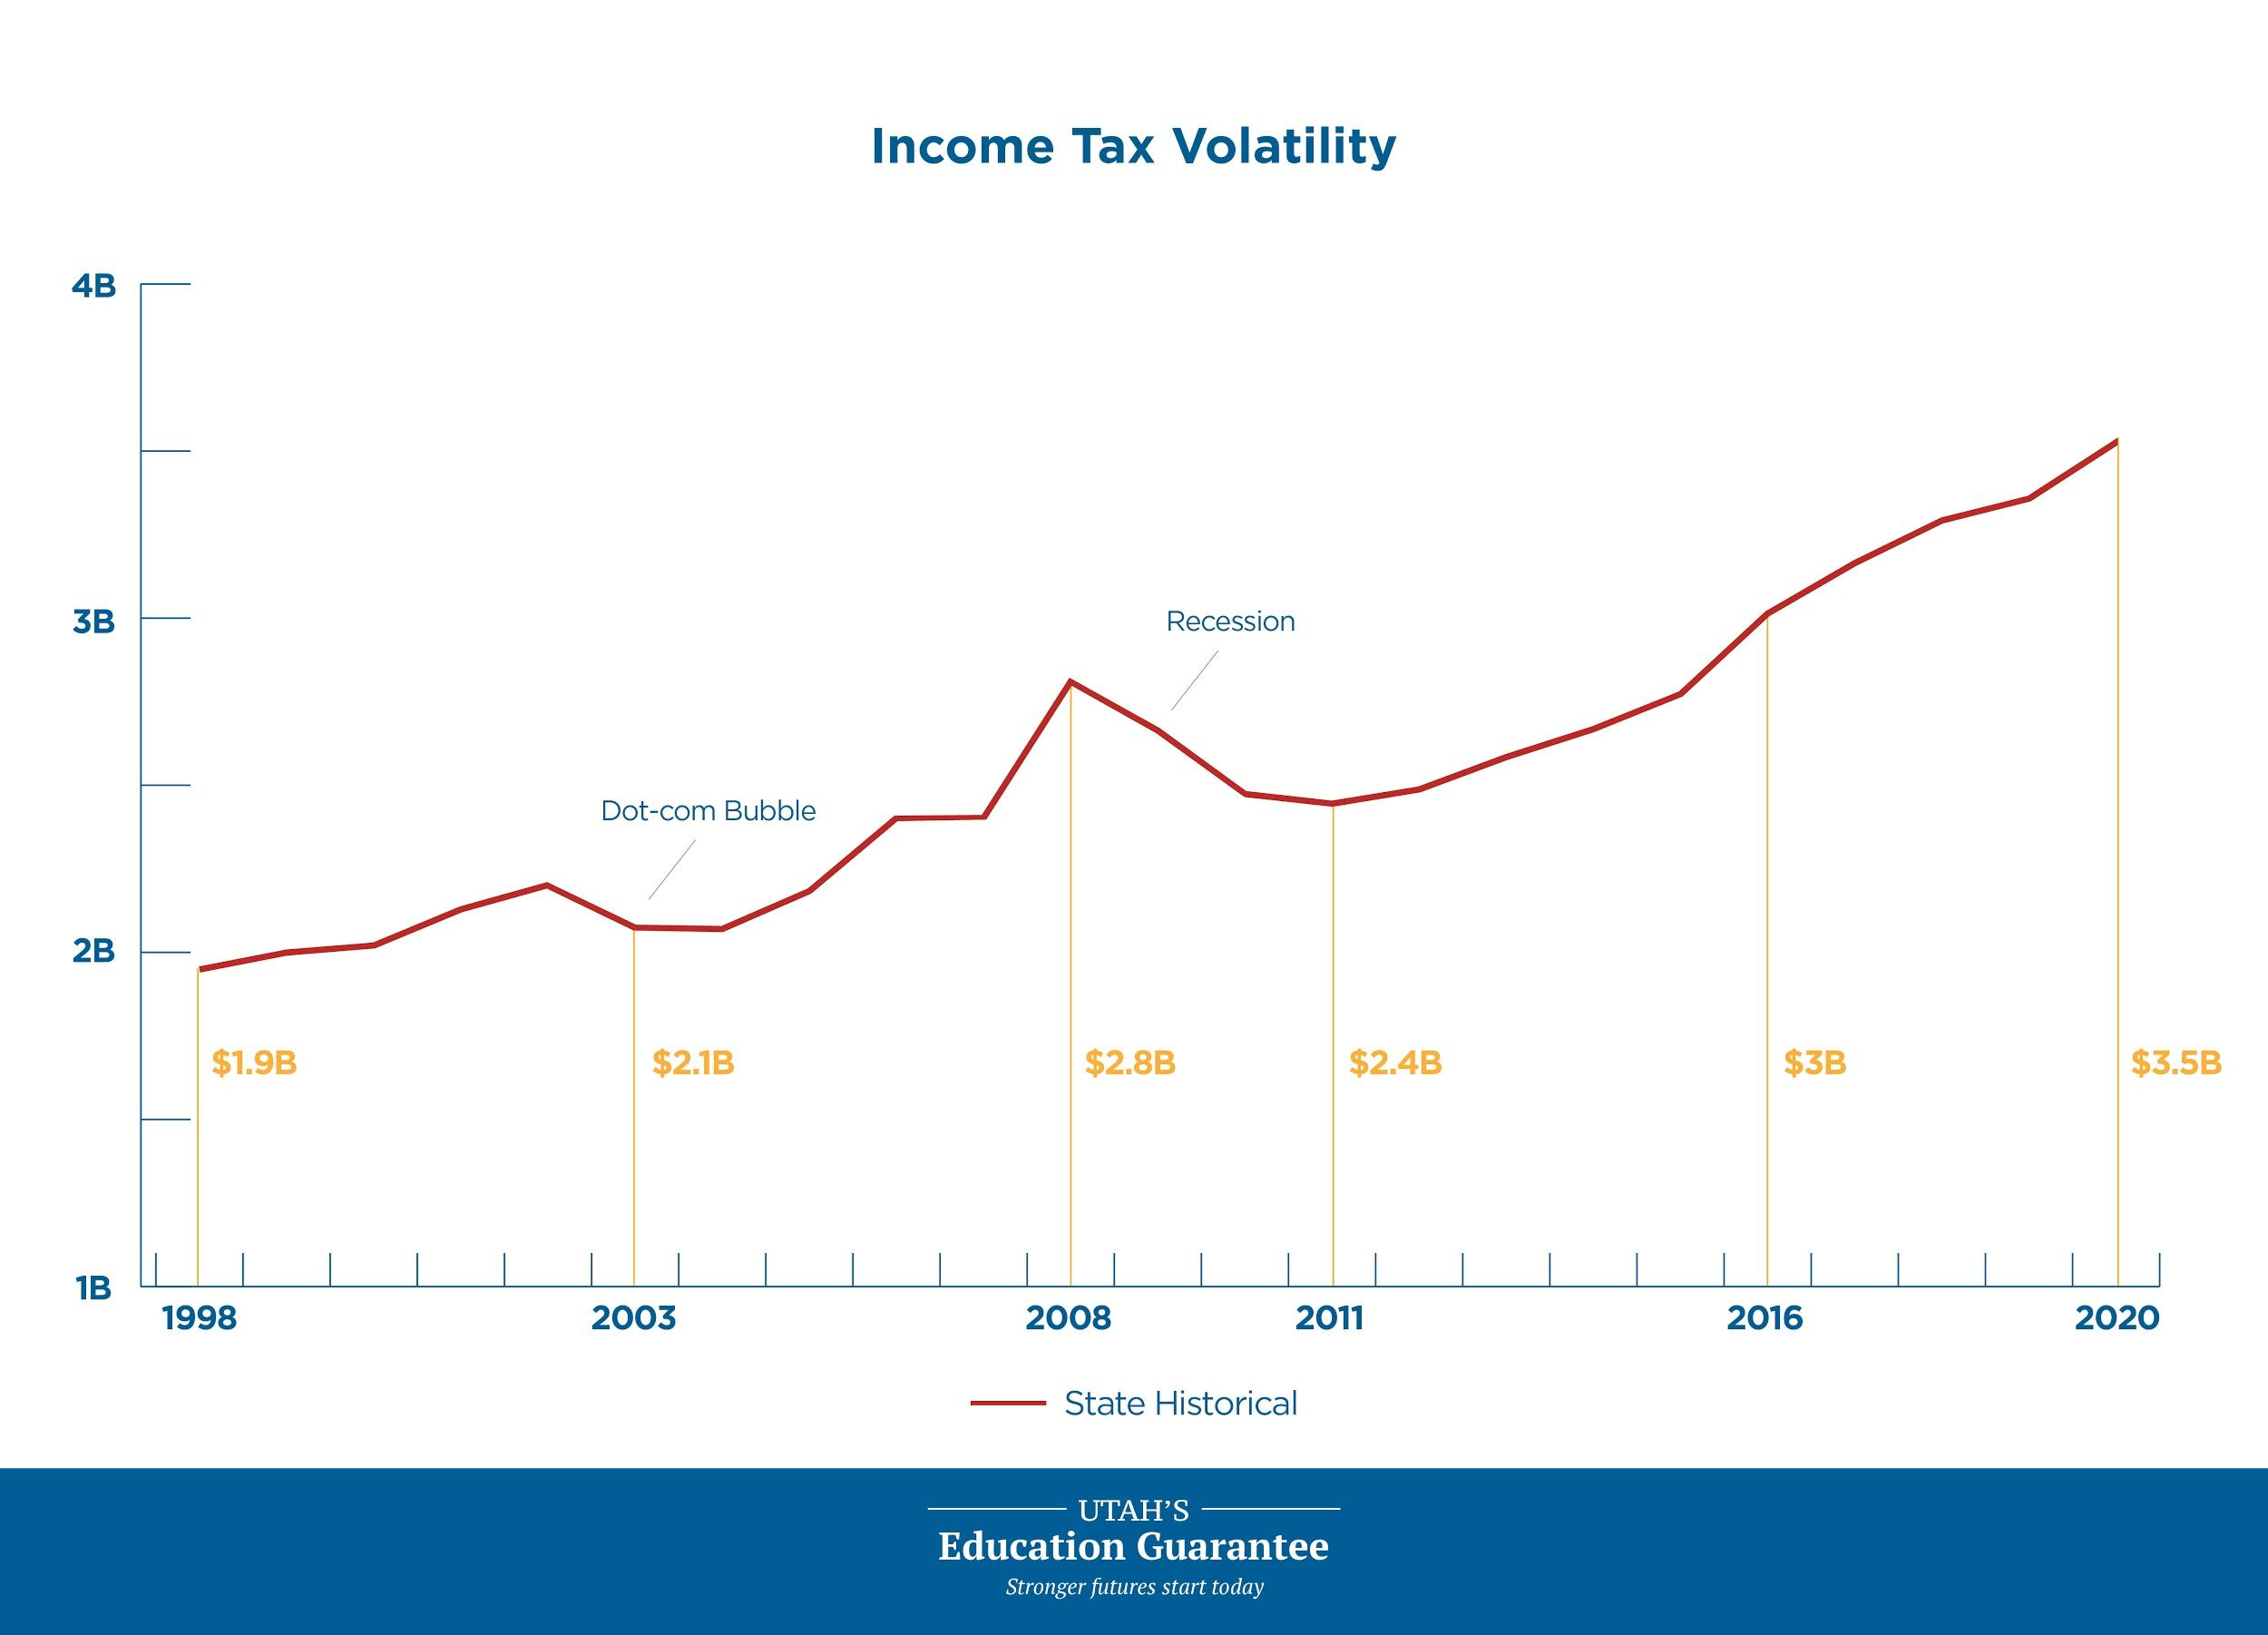 Income Tax Volatility
4B
3B
Recession
Dot-com Bubble
2B
$1.9B $2.1B $2.8B $2.4B $3B $3.5B
1B
1998 2003 2008 2011 2016 2020
State Historical
UTAH'S
Education Guarantee
Stronger futures start today